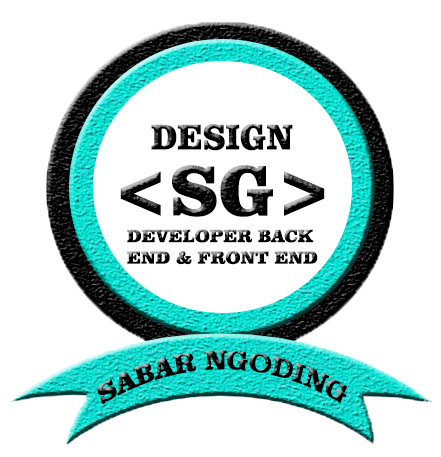 DESIGN
<SG>
DEVELOPER BACK
END & FRONT END
SABAR NGODING